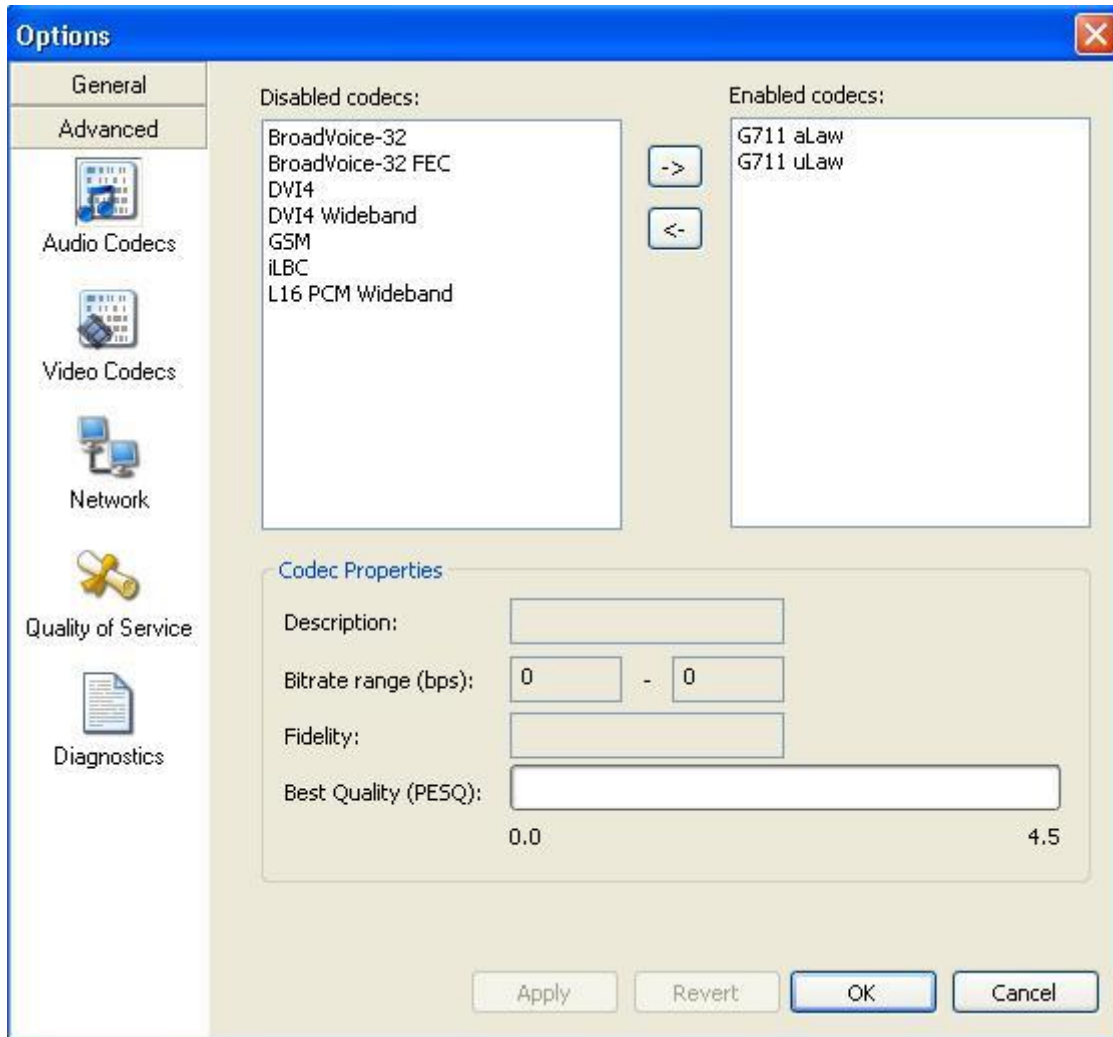 Options
General
Advanced
Audio Codecs
Video Codecs
Network
Quality of Service
Diagnostics
Disabled codecs:
BroadVoice-32
BroadVoice-32 FEC
DVI4
DVI4 Wideband
GSM
iLBC
L16 PCM Wideband
->
<-
Enabled codecs:
G711 aLaw
G711 uLaw
Codec Properties
Description:
Bitrate range (bps): 0 - 0
Fidelity:
Best Quality (PESQ):
0.0 4.5
Apply Revert OK Cancel